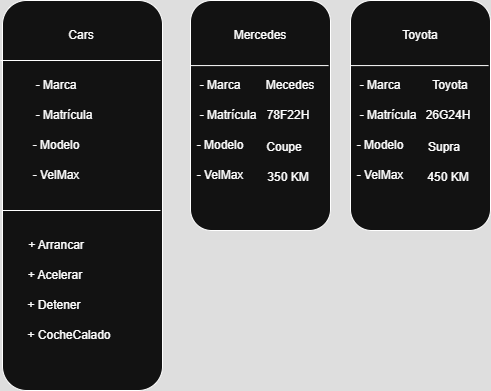 Cars
- Marca
- Matrícula
- Modelo
- VelMax
+ Arrancar
+ Acelerar
+ Detener
+ CocheCalado
Mercedes
- Marca Mecedes
- Matrícula 78F22H
- Modelo Coupe
- VelMax 350 KM
Toyota
- Marca Toyota
- Matrícula 26G24H
- Modelo Supra
- VelMax 450 KM